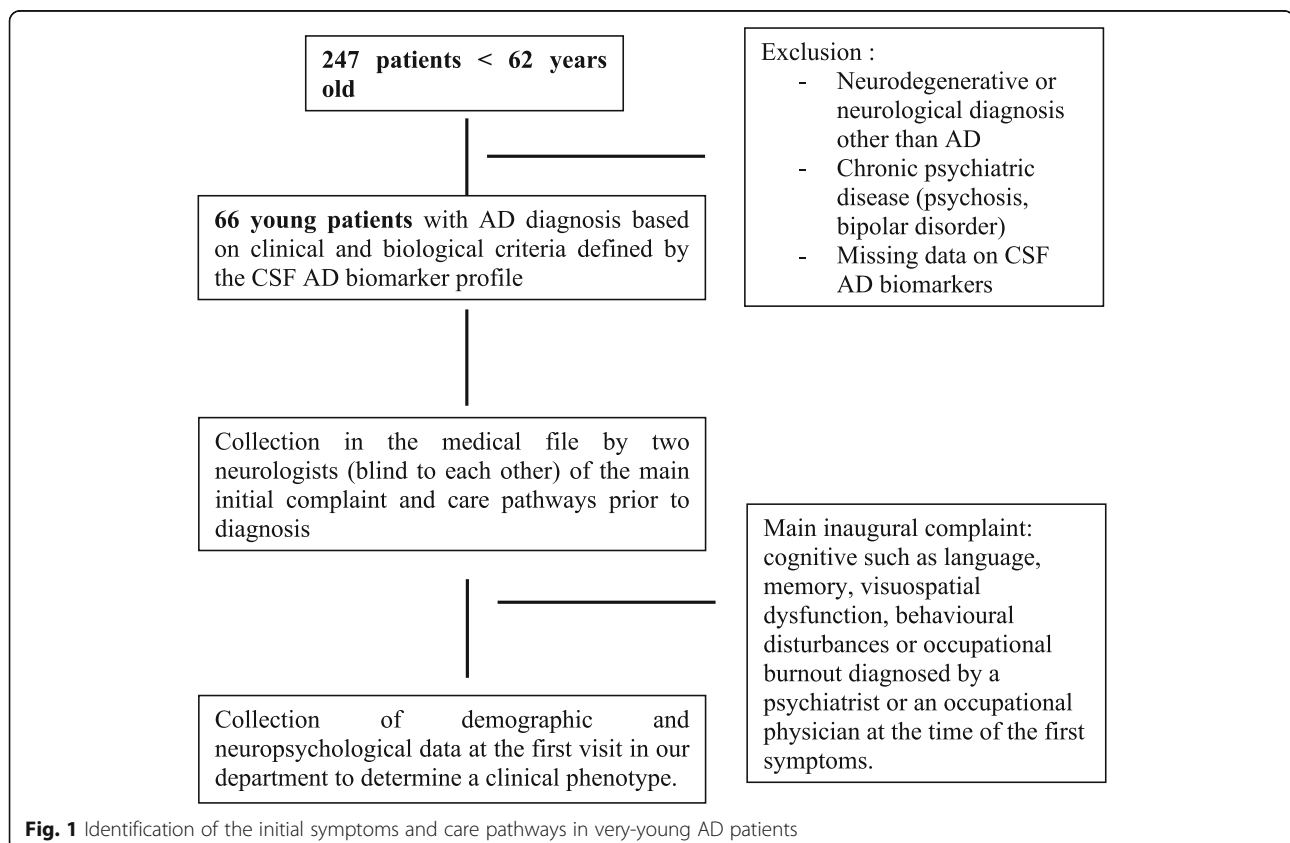 247 patients < 62 years
old
Exclusion :
- Neurodegenerative or
neurological diagnosis
other than AD
- Chronic psychiatric
disease (psychosis,
bipolar disorder)
- Missing data on CSF
AD biomarkers
66 young patients with AD diagnosis based
on clinical and biological criteria defined by
the CSF AD biomarker profile
Collection in the medical file by two
neurologists (blind to each other) of the main
initial complaint and care pathways prior to
diagnosis
Main inaugural complaint:
cognitive such as language,
memory, visuospatial
dysfunction, behavioural
disturbances or occupational
burnout diagnosed by a
psychiatrist or an occupational
physician at the time of the first
symptoms.
Collection of demographic and
neuropsychological data at the first visit in our
department to determine a clinical phenotype.
Fig. 1 Identification of the initial symptoms and care pathways in very-young AD patients